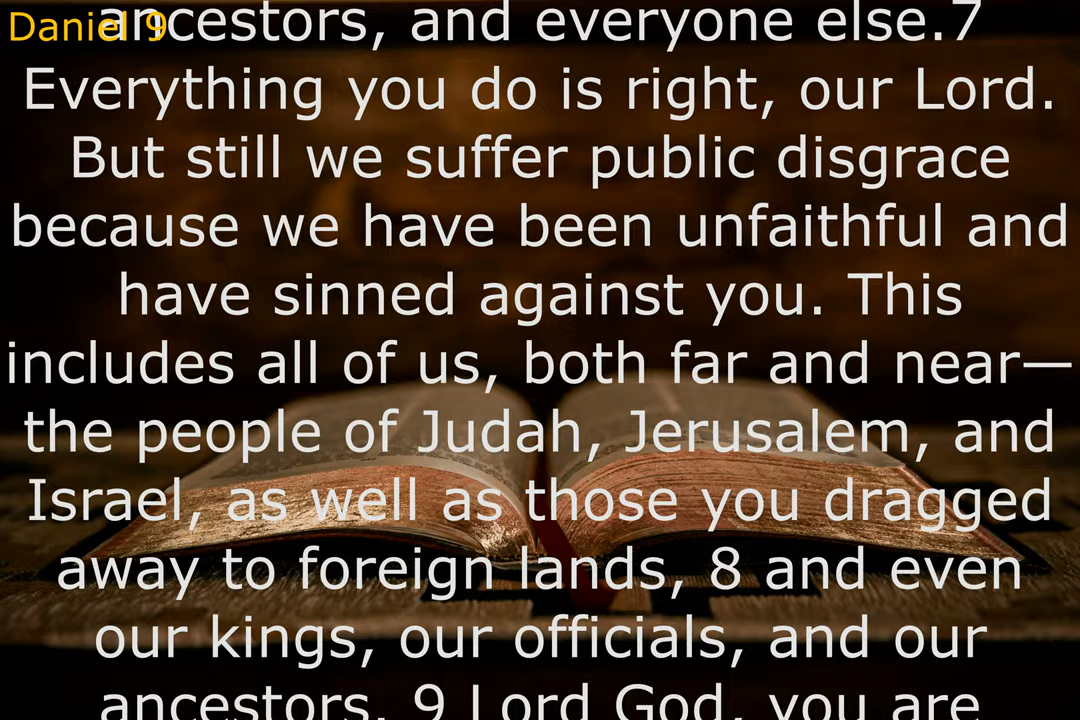 Daniel 9
ancestors, and everyone else.7
Everything you do is right, our Lord.
But still we suffer public disgrace
because we have been unfaithful and
have sinned against you. This
includes all of us, both far and near—
the people of Judah, Jerusalem, and
Israel, as well as those you dragged
away to foreign lands, 8 and even
our kings, our officials, and our
ancestors. 9 Lord God, you are